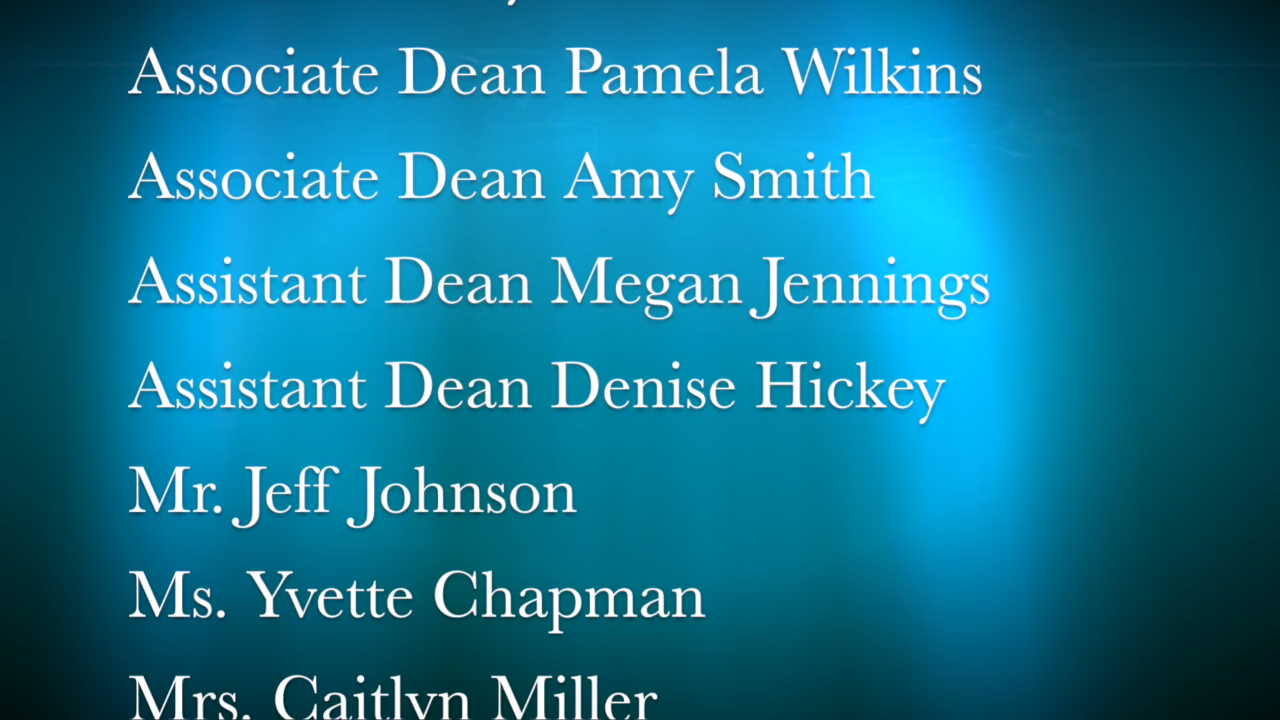 Associate Dean Pamela Wilkins
Associate Dean Amy Smith
Assistant Dean Megan Jennings
Assistant Dean Denise Hickey
Mr. Jeff Johnson
Ms. Yvette Chapman
Mrs. Caitlyn Miller